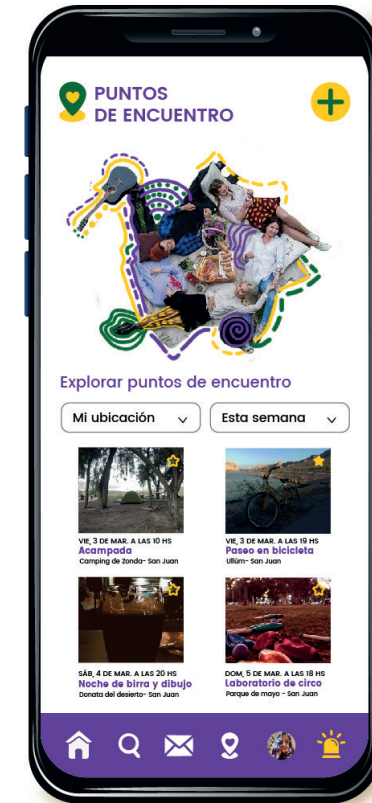 PUNTOS
DE ENCUENTRO
Explorar puntos de encuentro
Mi ubicación
Esta semana
VIE, 3 DE MAR. A LAS 10 HS
Acampada
Camping de Zonda- San Juan
VIE, 3 DE MAR. A LAS 19 HS
Paseo en bicicleta
Ullúm- San Juan
SÁB, 4 DE MAR. A LAS 20 HS
Noche de birra y dibujo
Donata del desierto- San Juan
DOM, 5 DE MAR. A LAS 18 HS
Laboratorio de circo
Parque de mayo - San Juan